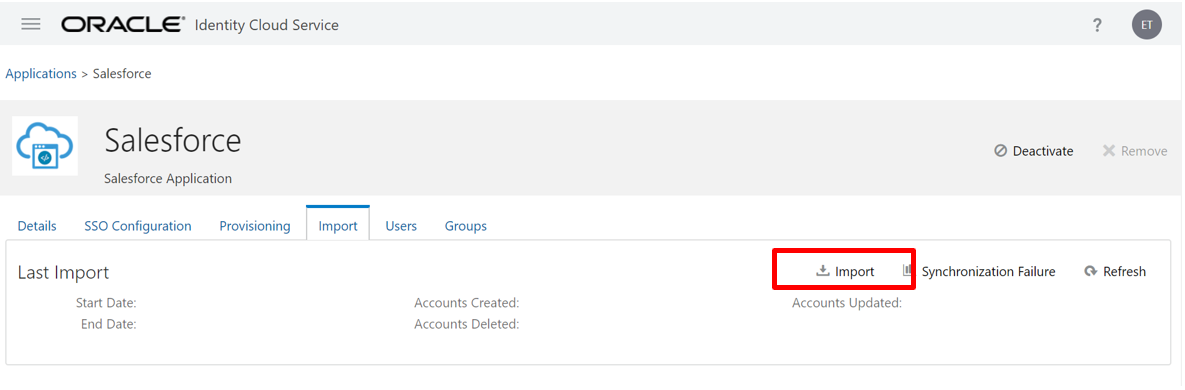 ORACLE® Identity Cloud Service ? ET
Applications > Salesforce
Salesforce
Deactivate Remove
Salesforce Application
Details SSO Configuration Provisioning Import Users Groups
Last Import Import Synchronization Failure Refresh
Start Date: Accounts Created: Accounts Updated:
End Date: Accounts Deleted: